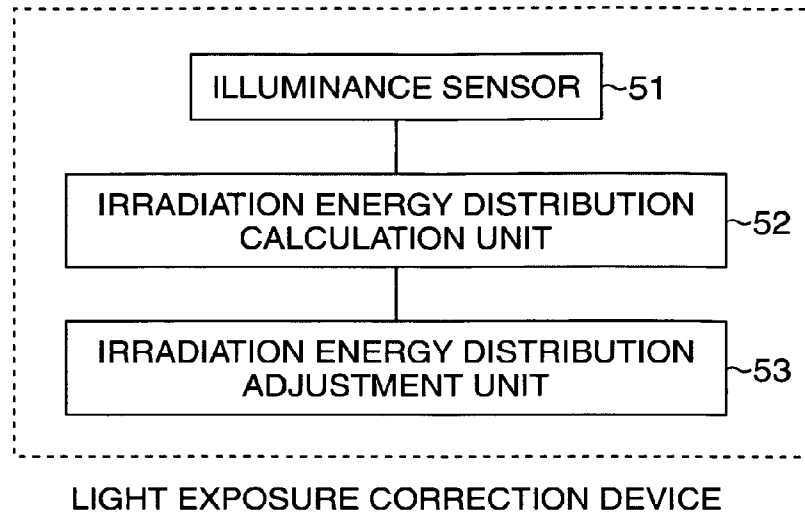 ILLUMINANCE SENSOR ~51
IRRADIATION ENERGY DISTRIBUTION
CALCULATION UNIT ~52
IRRADIATION ENERGY DISTRIBUTION
ADJUSTMENT UNIT ~53
LIGHT EXPOSURE CORRECTION DEVICE